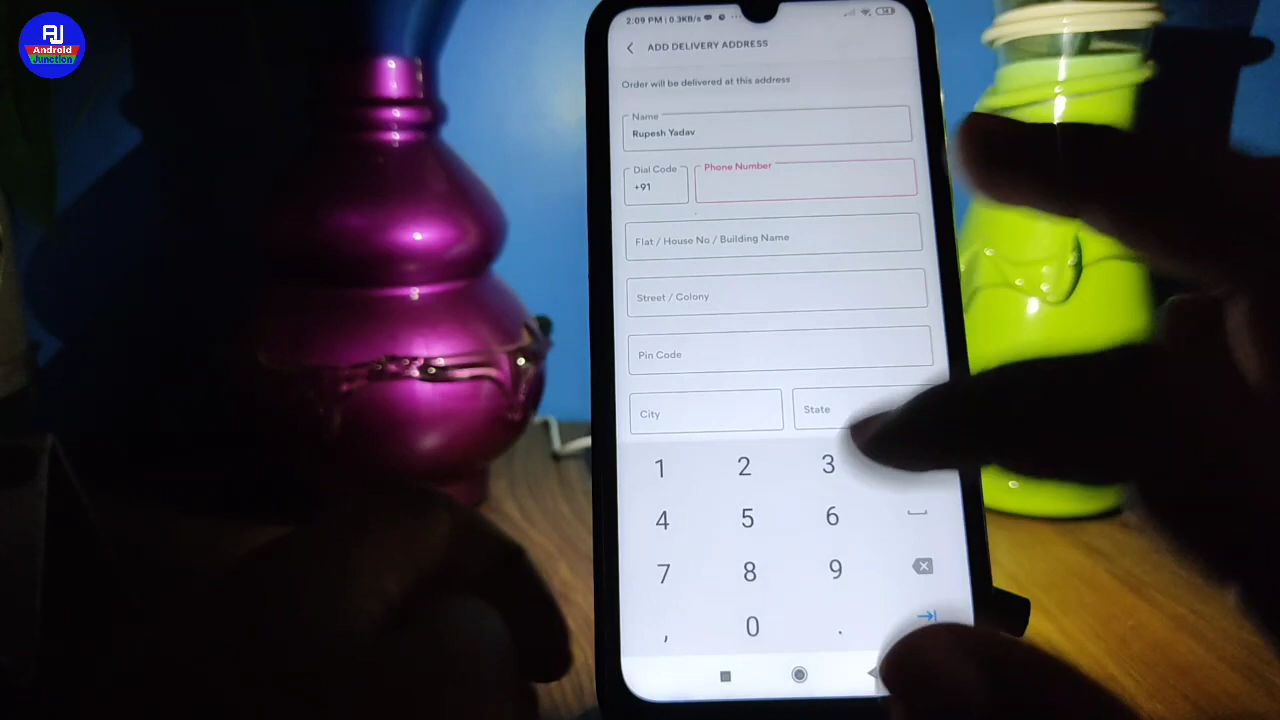 AJ
Android
Junction
2:09 PM | 0.3KB/s
ADD DELIVERY ADDRESS
Order will be delivered at this address
Name
Rupesh Yadav
Dial Code
+91
Phone Number
Flat / House No / Building Name
Street / Colony
Pin Code
City
State
1 2 3
4 5 6
7 8 9
, 0 .